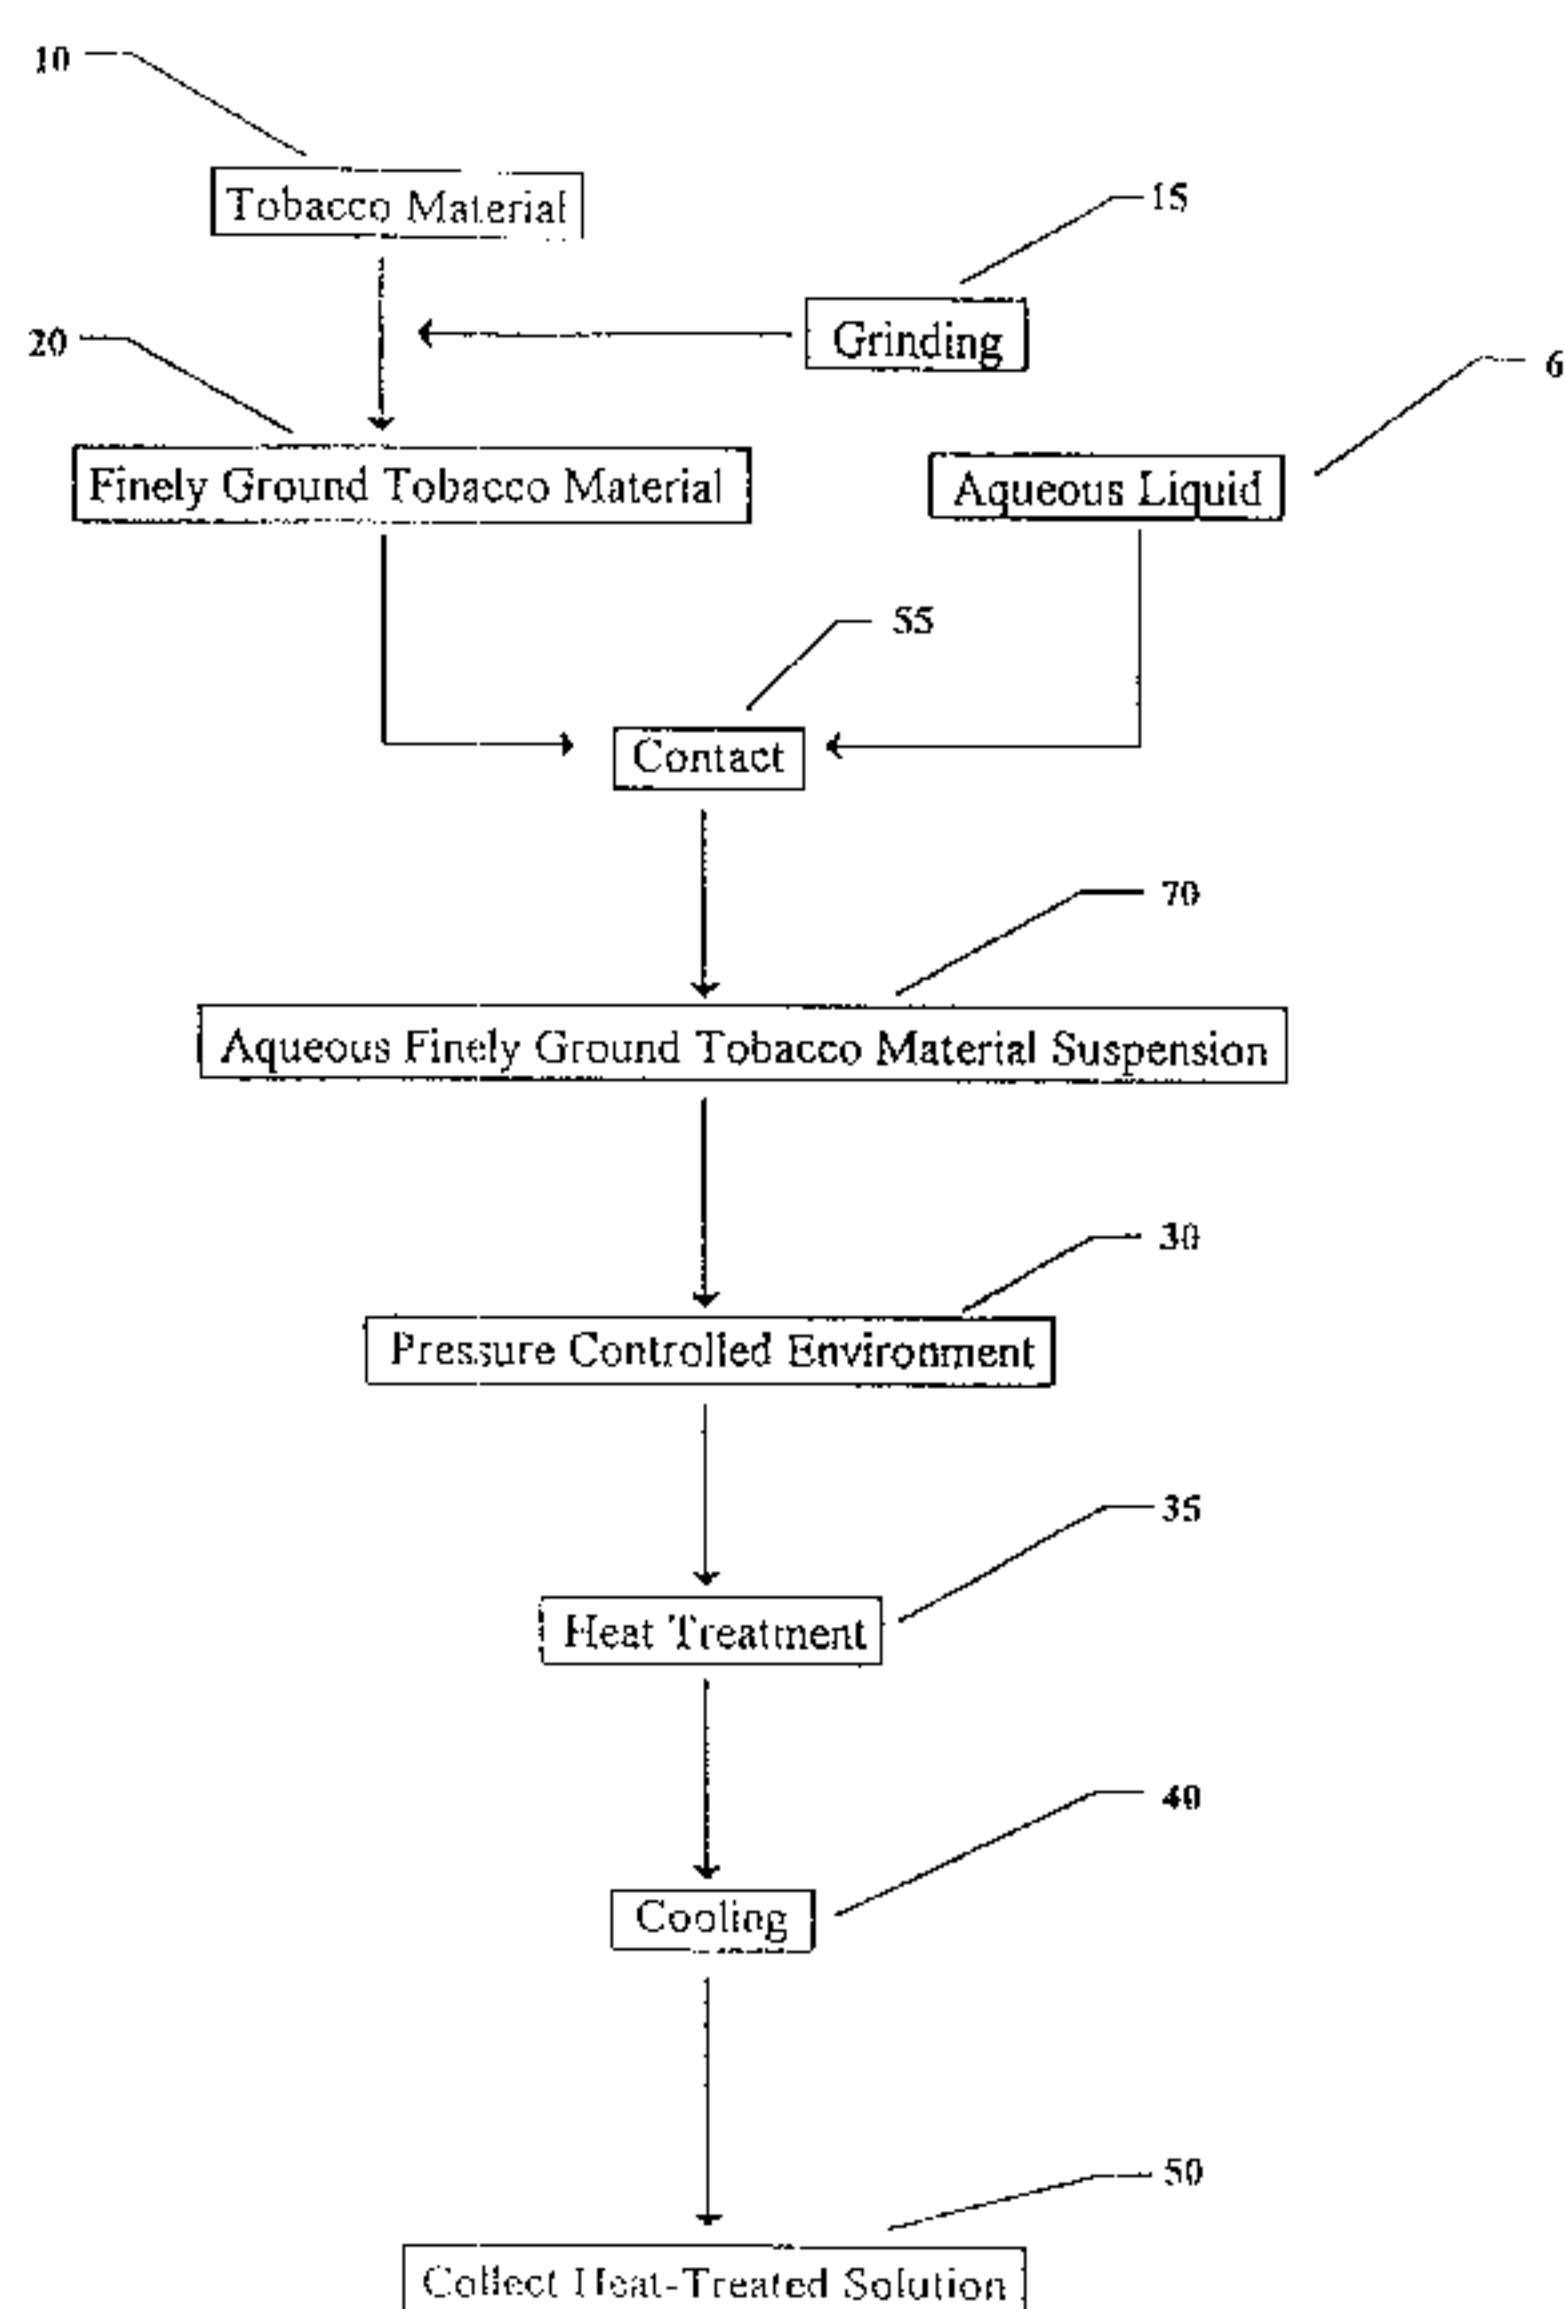 10
Tobacco Material
15
Grinding
20
6
Finely Ground Tobacco Material
Aqueous Liquid
55
Contact
70
Aqueous Finely Ground Tobacco Material Suspension
30
Pressure Controlled Environment
35
Heat Treatment
40
Cooling
50
Collect Heat-Treated Solution